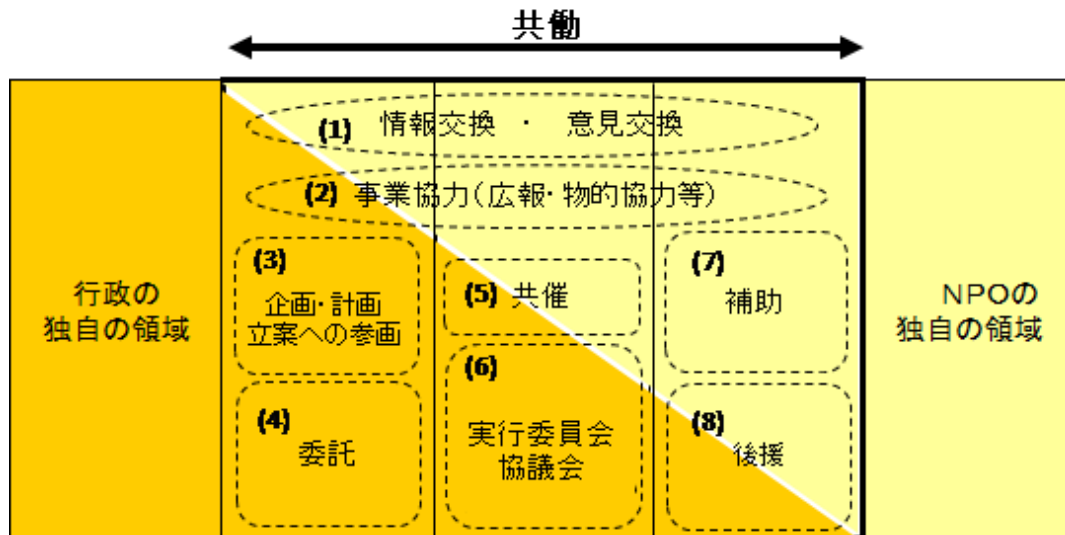 共働
(1) 情報交換 ・ 意見交換
(2) 事業協力(広報・物的協力等)
行政の
独自の領域
(3)
企画・計画
立案への参画
(4)
委託
(5) 共催
(6)
実行委員会
協議会
(7)
補助
(8)
後援
NPOの
独自の領域